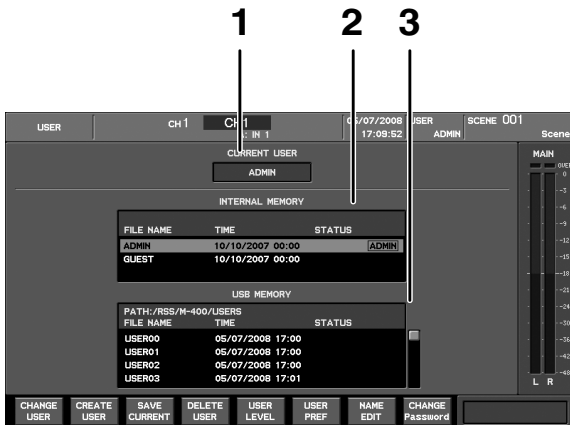 1 2 3
USER CH 1 CH1 05/07/2008 USER SCENE 001
A: IN 1 17:09:52 ADMIN Scene
CURRENT USER
ADMIN
INTERNAL MEMORY
FILE NAME TIME STATUS
ADMIN 10/10/2007 00:00 ADMIN
GUEST 10/10/2007 00:00
USB MEMORY
PATH:/RSS/M-400/USERS
FILE NAME TIME STATUS
USER00 05/07/2008 17:00
USER01 05/07/2008 17:00
USER02 05/07/2008 17:00
USER03 05/07/2008 17:01
MAIN
OVE
0
-3
-6
-9
-12
-15
-18
-21
-24
-30
-36
-42
-48
L R
CHANGE USER
CREATE USER
SAVE CURRENT
DELETE USER
USER LEVEL
USER PREF
NAME EDIT
CHANGE Password